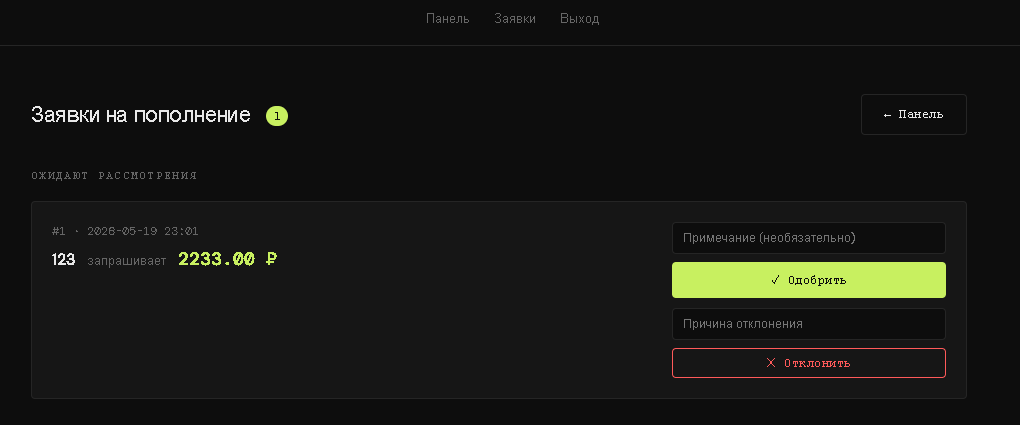 Панель Заявки Выход
Заявки на пополнение 1
← Панель
ОЖИДАЮТ РАССМОТРЕНИЯ
#1 · 2026-05-19 23:01
123 запрашивает 2233.00 ₽
Примечание (необязательно)
✓ Одобрить
Причина отклонения
✕ Отклонить